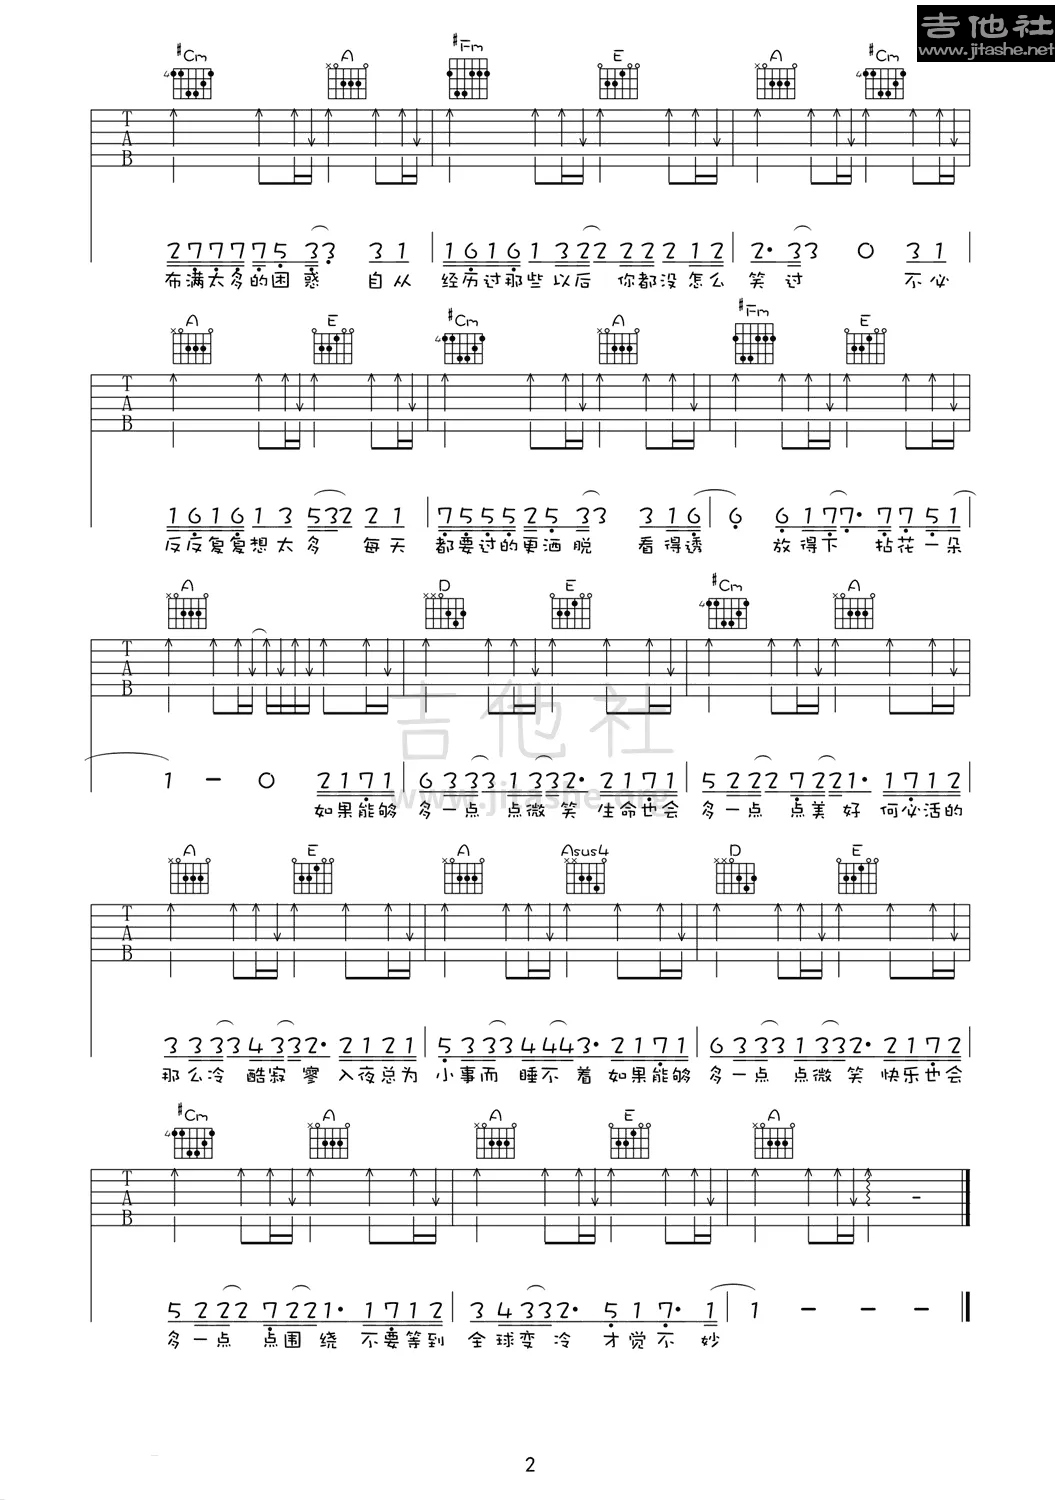 吉他社
www.jitashe.net
#Cm A #Fm E A #Cm
T
A
B
2 7 7 7 7 5 3 3 3 1 | 1 6 1 6 1 3 2 2 2 2 2 1 2 | 2· 3 3 0 3 1
布满太多的困惑 自从 经历过那些以后 你都没怎么 笑过 不必
A E #Cm A #Fm E
T
A
B
1 6 1 6 1 3 5 3 2 2 1 | 7 5 5 5 2 5 3 3 3 1 6 | 6 6 1 7 7· 7 7 5 1
反反复复想太多 每天 都要过的更洒脱 看得透 放得下 拈花一朵
A D E #Cm A
T
A
B
吉他社
1 - 0 2 1 7 1 | 6 3 3 3 1 3 3 2· 2 1 7 1 | 5 2 2 2 7 2 2 1· 1 7 1 2
www.jitashe.org
如果能够 多一点 点微笑 生命也会 多一点 点美好 何必活的
A E A Asus4 D E
T
A
B
3 3 3 3 4 3 3 2· 2 1 2 1 | 5 3 3 3 4 4 4 3· 2 1 7 1 | 6 3 3 3 1 3 3 2· 2 1 7 2
那么冷 酷寂寥 入夜总为 小事而 睡不着 如果能够 多一点 点微笑 快乐也会
#Cm A A E A
T
A
B
5 2 2 2 7 2 2 1· 1 7 1 2 | 3 4 3 3 2· 5 1 7· 1 | 1 - - -
多一点 点围绕 不要等到 全球变冷 才觉不妙
2